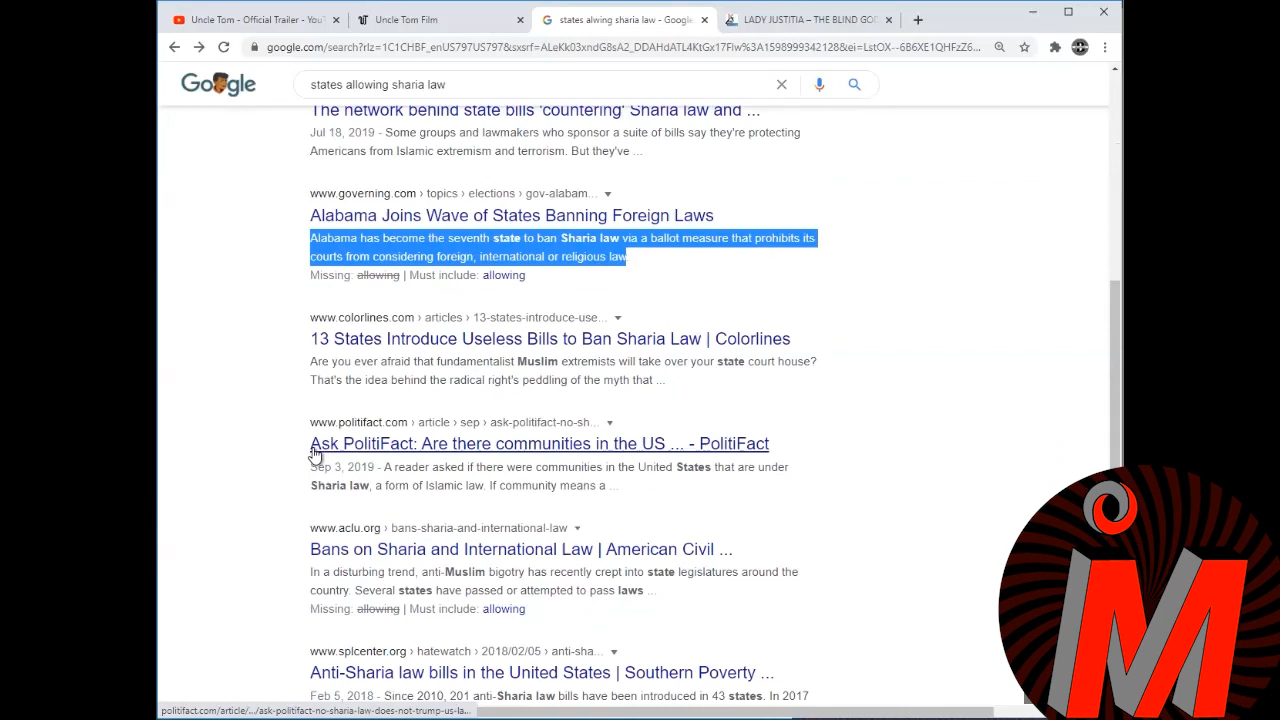 Uncle Tom - Official Trailer - You
Uncle Tom Film
states alwing sharia law - Google
LADY JUSTITIA – THE BLIND GOD
google.com/search?rlz=1C1CHBF_enUS797US797&sxsrf=ALeKk03xndG8sA2_DDAHdATL4KtGx17Flw%3A1598999342128&ei=LstOX--6B6XE1QHFzZ6...
Google
states allowing sharia law
The network behind state bills 'countering' Sharia law and ...
Jul 18, 2019 - Some groups and lawmakers who sponsor a suite of bills say they're protecting
Americans from Islamic extremism and terrorism. But they've ...
www.governing.com › topics › elections › gov-alabam...
Alabama Joins Wave of States Banning Foreign Laws
Alabama has become the seventh state to ban Sharia law via a ballot measure that prohibits its
courts from considering foreign, international or religious law
Missing: allowing | Must include: allowing
www.colorlines.com › articles › 13-states-introduce-use...
13 States Introduce Useless Bills to Ban Sharia Law | Colorlines
Are you ever afraid that fundamentalist Muslim extremists will take over your state court house?
That's the idea behind the radical right's peddling of the myth that ...
www.politifact.com › article › sep › ask-politifact-no-sh...
Ask PolitiFact: Are there communities in the US ... - PolitiFact
Sep 3, 2019 - A reader asked if there were communities in the United States that are under
Sharia law, a form of Islamic law. If community means a ...
www.aclu.org › bans-sharia-and-international-law
Bans on Sharia and International Law | American Civil ...
In a disturbing trend, anti-Muslim bigotry has recently crept into state legislatures around the
country. Several states have passed or attempted to pass laws ...
Missing: allowing | Must include: allowing
www.splcenter.org › hatewatch › 2018/02/05 › anti-sha...
Anti-Sharia law bills in the United States | Southern Poverty ...
Feb 5, 2018 - Since 2010, 201 anti-Sharia law bills have been introduced in 43 states. In 2017
politifact.com/article/.../ask-politifact-no-sharia-law-does-not-trump-us-la...
iM